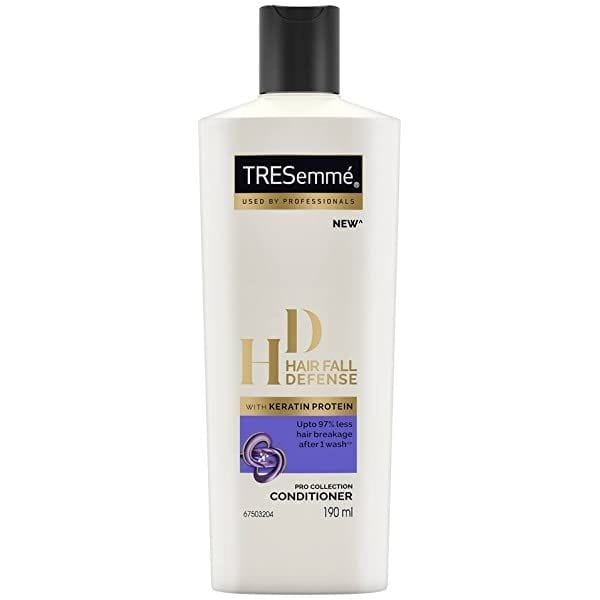 TRESemmé®
USED BY PROFESSIONALS
NEW^
HD
HAIR FALL
DEFENSE
WITH KERATIN PROTEIN
Upto 97% less
hair breakage
after 1 wash
PRO COLLECTION
CONDITIONER
67503204
190 ml